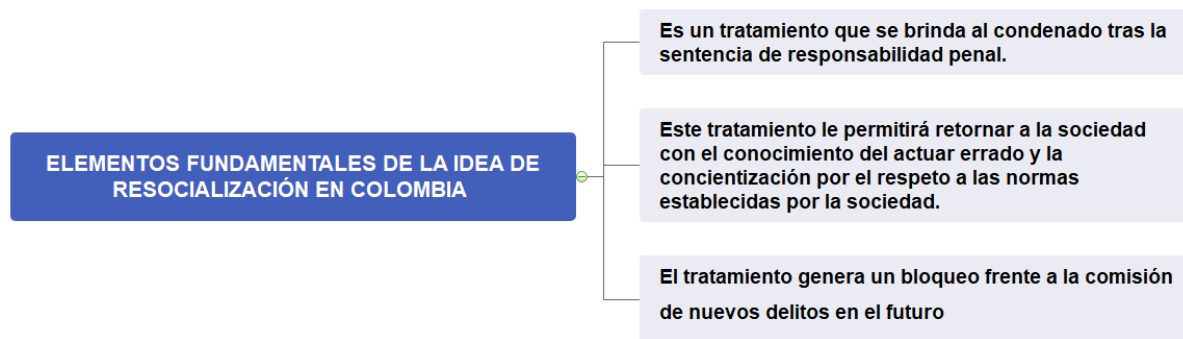 ELEMENTOS FUNDAMENTALES DE LA IDEA DE
RESOCIALIZACIÓN EN COLOMBIA
Es un tratamiento que se brinda al condenado tras la
sentencia de responsabilidad penal.
Este tratamiento le permitirá retornar a la sociedad
con el conocimiento del actuar errado y la
concientización por el respeto a las normas
establecidas por la sociedad.
El tratamiento genera un bloqueo frente a la comisión
de nuevos delitos en el futuro